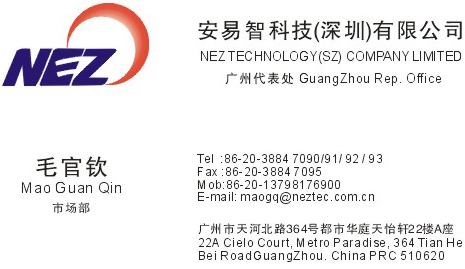 NEZ
安易智科技(深圳)有限公司
NEZ TECHNOLOGY(SZ) COMPANY LIMITED
广州代表处 GuangZhou Rep. Office
毛官钦
Mao Guan Qin
市场部
Tel :86-20-3884 7090/91/92/93
Fax :86-20-3884 7095
Mob:86-20-13798176900
E-mail: maogq@neztec.com.cn
广州市天河北路364号都市华庭天怡轩22楼A座
22A Cielo Court, Metro Paradise, 364 Tian He
Bei RoadGuangZhou. China PRC 510620